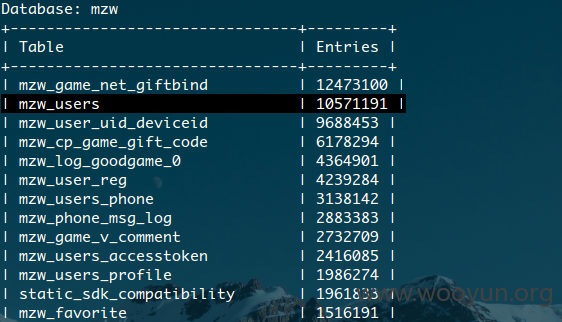 Database: mzw
+--------------------------------+---------+
| Table                          | Entries |
+--------------------------------+---------+
| mzw_game_net_giftbind          | 12473100 |
| mzw_users                      | 10571191 |
| mzw_user_uid_deviceid          | 9688453 |
| mzw_cp_game_gift_code          | 6178294 |
| mzw_log_goodgame_0             | 4364901 |
| mzw_user_reg                   | 4239284 |
| mzw_users_phone                | 3138142 |
| mzw_phone_msg_log              | 2883383 |
| mzw_game_v_comment             | 2732709 |
| mzw_users_accesstoken          | 2416085 |
| mzw_users_profile              | 1986274 |
| static_sdk_compatibility       | 1961833 |
| mzw_favorite                   | 1516191 |
www.wooyun.org